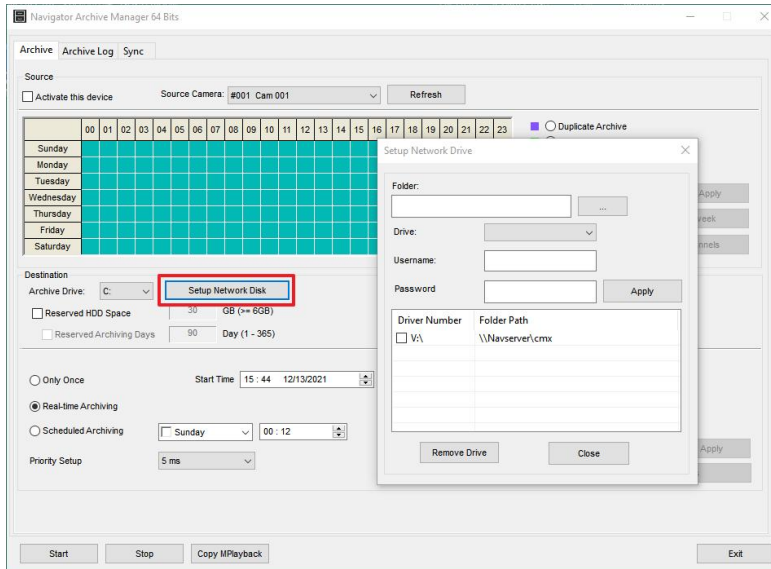 Navigator Archive Manager 64 Bits
Archive Archive Log Sync
Source
Activate this device Source Camera: #001 Cam 001 Refresh
00 01 02 03 04 05 06 07 08 09 10 11 12 13 14 15 16 17 18 19 20 21 22 23
Duplicate Archive
Sunday
Monday
Tuesday
Wednesday
Thursday
Friday
Saturday
Apply
Setup Network Drive
Folder:
...
Drive:
Username:
Password Apply
Driver Number Folder Path
V:\ \\Navserver\cmx
Remove Drive Close
Destination
Archive Drive: C: Setup Network Disk
Reserved HDD Space 30 GB (>= 6GB)
Reserved Archiving Days 90 Day (1 - 365)
Only Once Start Time 15 : 44 12/13/2021
Real-time Archiving
Scheduled Archiving Sunday 00 : 12
Priority Setup 5 ms
Apply
Start Stop Copy MPlayback Exit